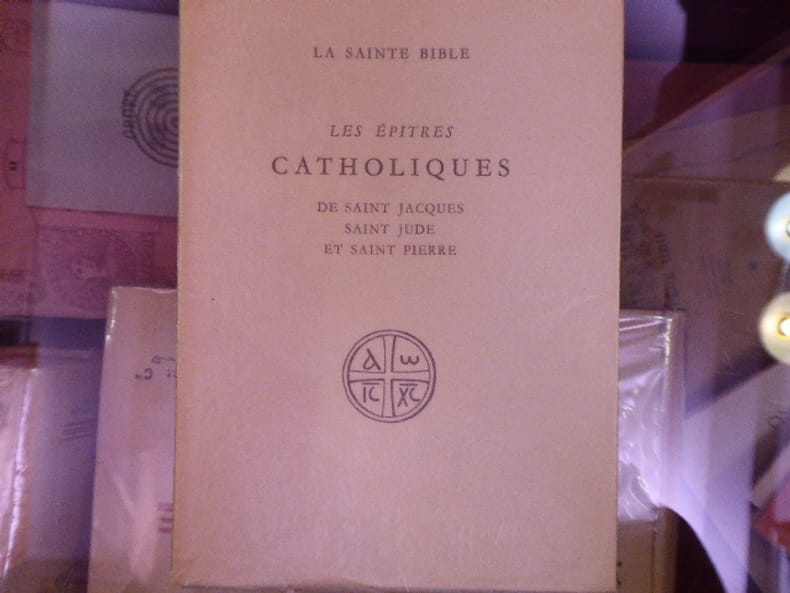 LA SAINTE BIBLE
LES ÉPITRES
CATHOLIQUES
DE SAINT JACQUES
SAINT JUDE
ET SAINT PIERRE
α ω
IC XC